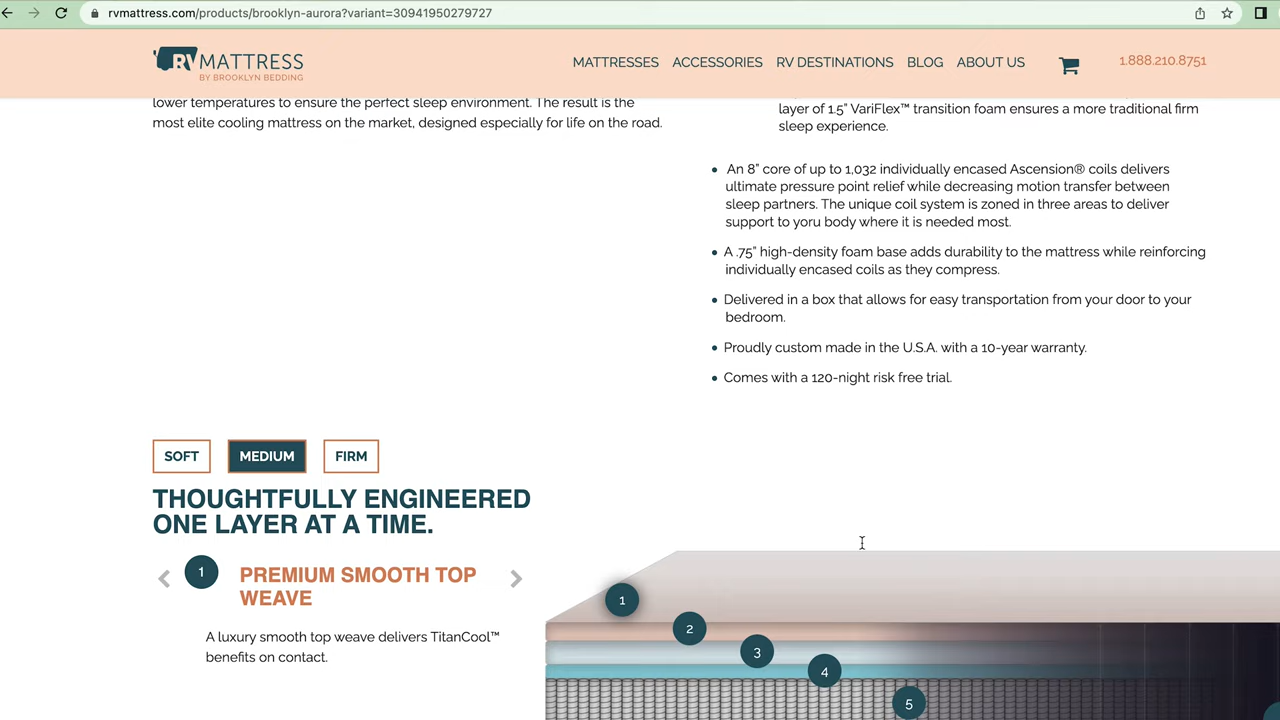 rvmattress.com/products/brooklyn-aurora?variant=30941950279727
RVMATTRESS
BY BROOKLYN BEDDING
MATTRESSES ACCESSORIES RV DESTINATIONS BLOG ABOUT US 1.888.210.8751
lower temperatures to ensure the perfect sleep environment. The result is the
most elite cooling mattress on the market, designed especially for life on the road.
layer of 1.5" VariFlex™ transition foam ensures a more traditional firm
sleep experience.
• An 8" core of up to 1,032 individually encased Ascension® coils delivers
ultimate pressure point relief while decreasing motion transfer between
sleep partners. The unique coil system is zoned in three areas to deliver
support to yoru body where it is needed most.
• A .75" high-density foam base adds durability to the mattress while reinforcing
individually encased coils as they compress.
• Delivered in a box that allows for easy transportation from your door to your
bedroom.
• Proudly custom made in the U.S.A. with a 10-year warranty.
• Comes with a 120-night risk free trial.
SOFT MEDIUM FIRM
THOUGHTFULLY ENGINEERED
ONE LAYER AT A TIME.
1 PREMIUM SMOOTH TOP
WEAVE
A luxury smooth top weave delivers TitanCool™
benefits on contact.
1
2
3
4
5